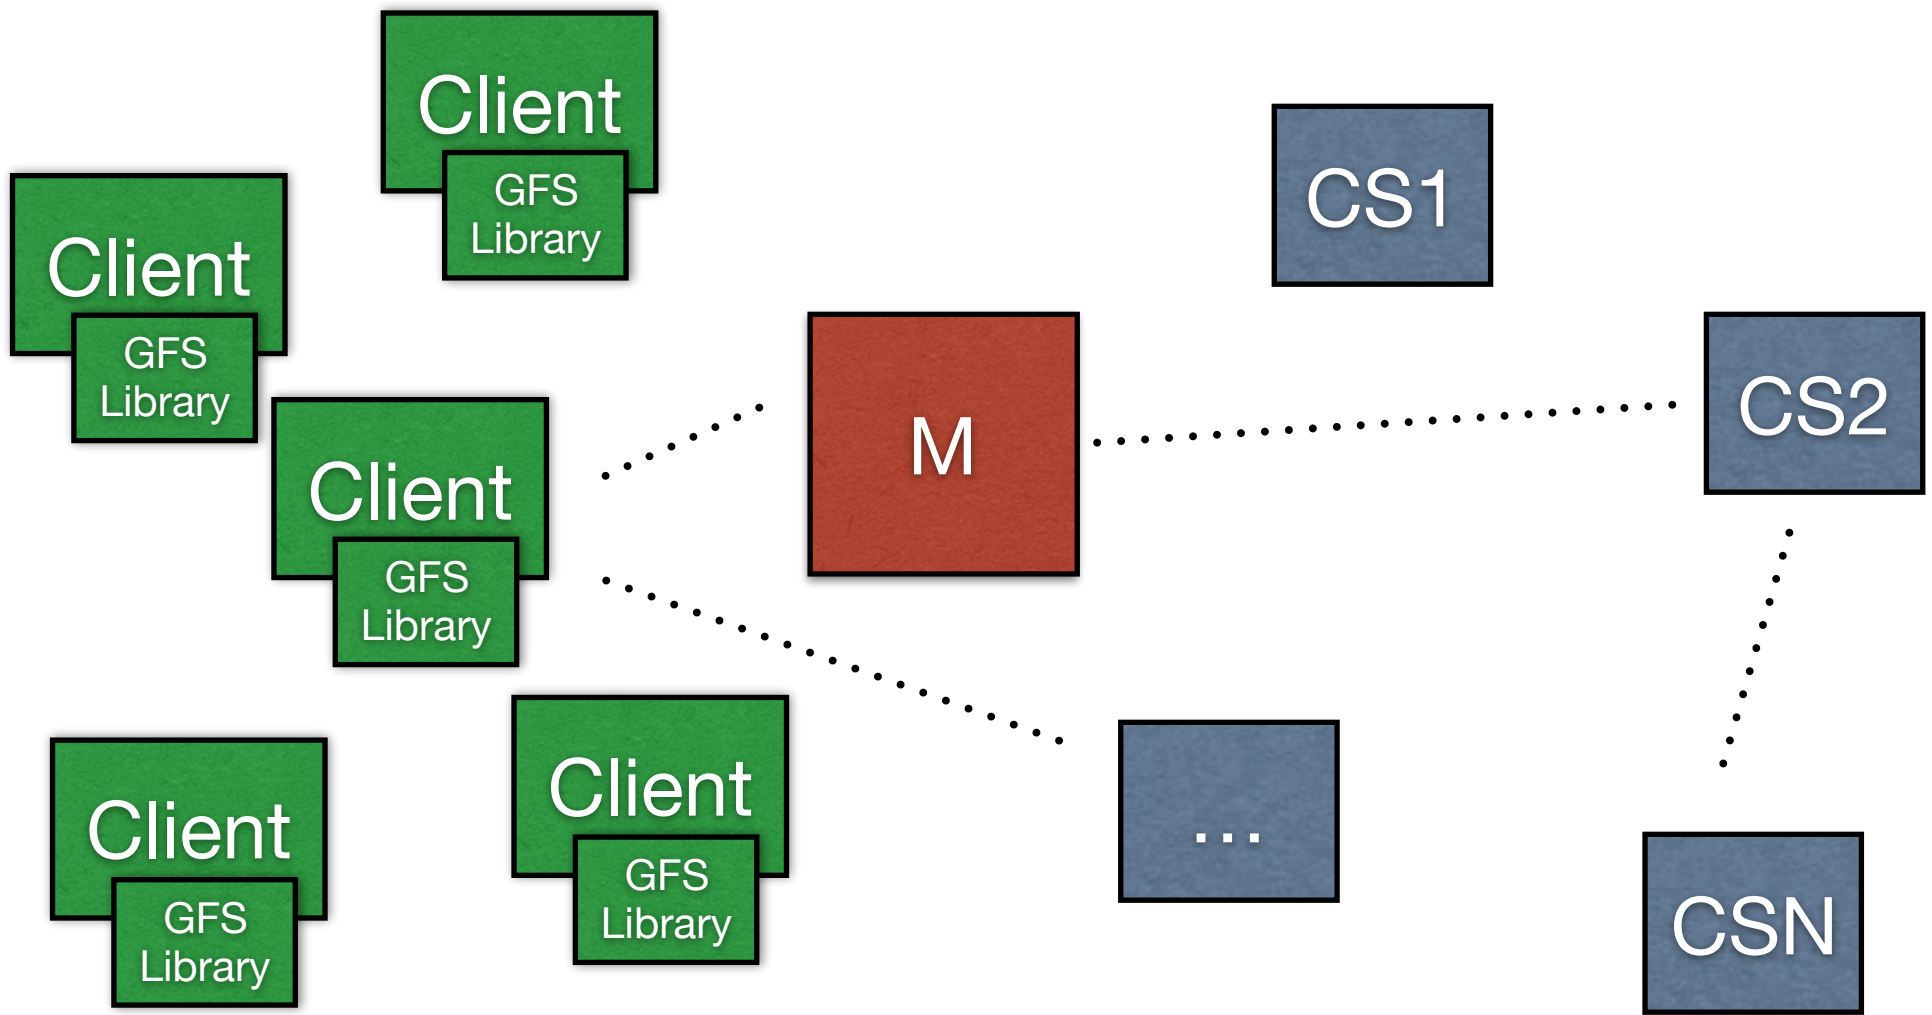 Client
GFS
Library
Client
GFS
Library
Client
GFS
Library
Client
GFS
Library
Client
GFS
Library
M
CS1
CS2
...
CSN